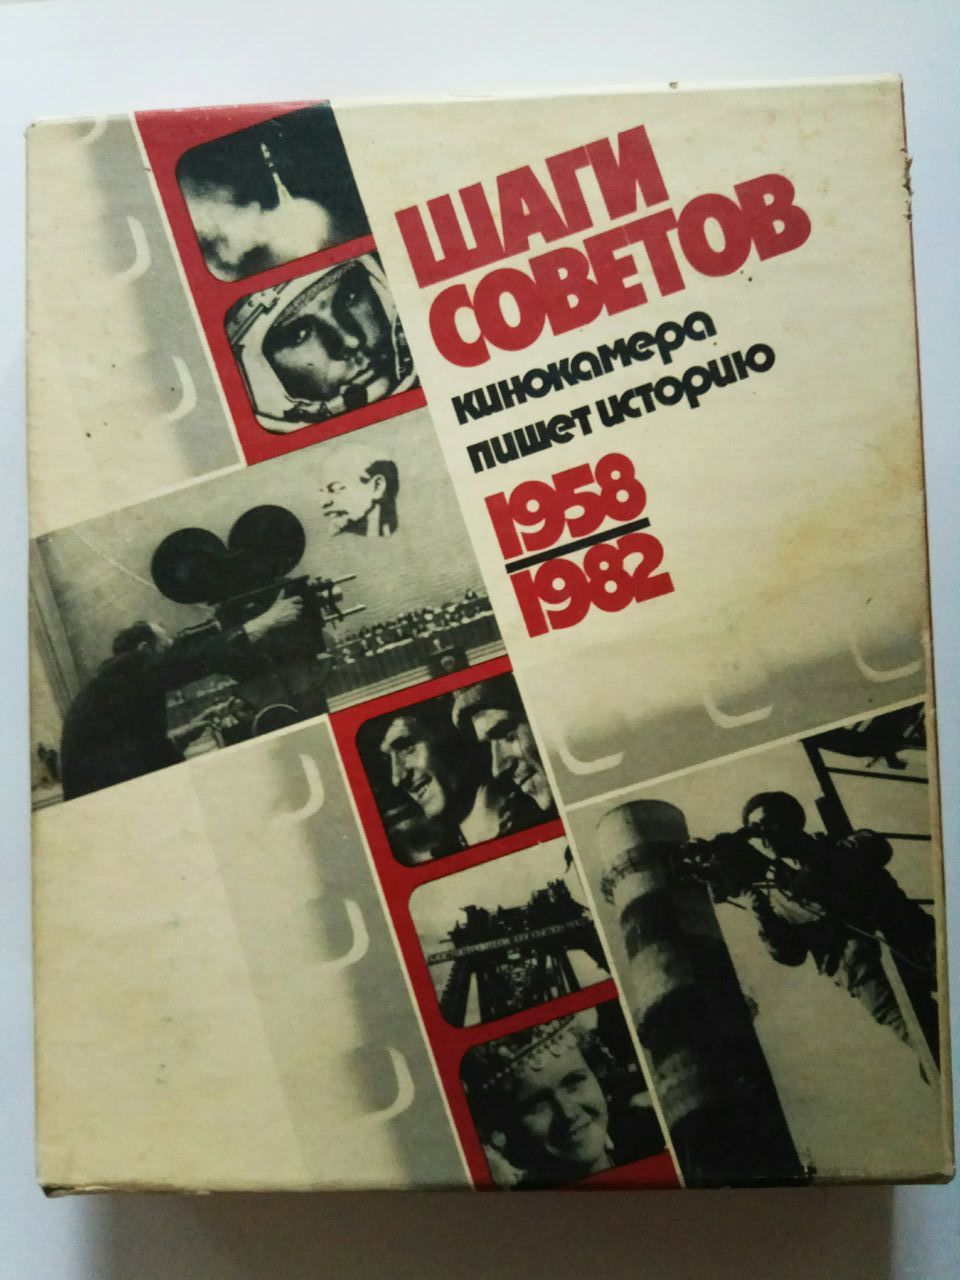 ШАГИ
СОВЕТОВ
кинокамера
пишет историю
1958
1982